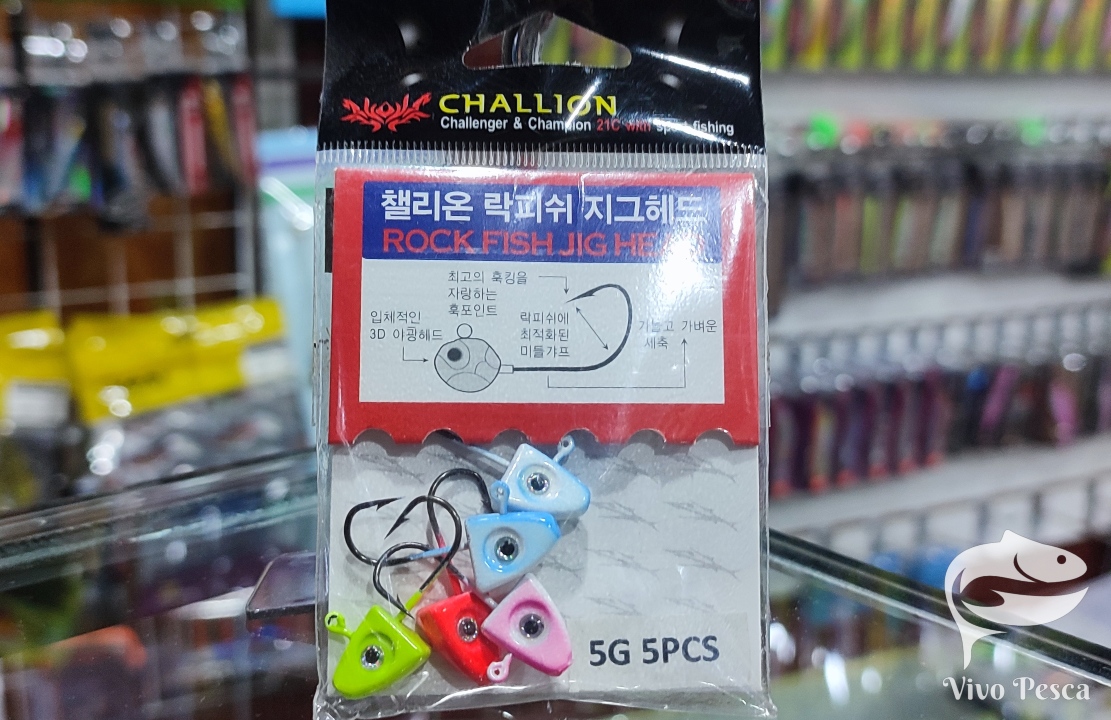 CHALLION
Challenger & Champion 21C with sport fishing
챌리온 락피쉬 지그헤드
ROCK FISH JIG HEAD
최고의 훅킹을
자랑하는
훅포인트
입체적인
3D 야광헤드
락피쉬에
최적화된
미들갸프
가늘고 가벼운
세축
5G 5PCS
Vivo Pesca